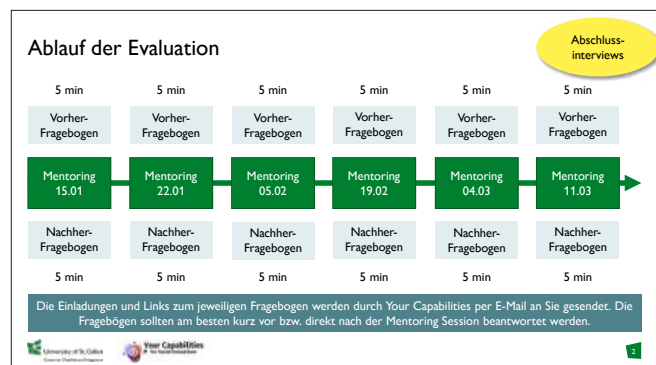 Ablauf der Evaluation
Abschluss-
interviews
5 min
5 min
5 min
5 min
5 min
5 min
Vorher-
Fragebogen
Vorher-
Fragebogen
Vorher-
Fragebogen
Vorher-
Fragebogen
Vorher-
Fragebogen
Vorher-
Fragebogen
Mentoring
15.01
Mentoring
22.01
Mentoring
05.02
Mentoring
19.02
Mentoring
04.03
Mentoring
11.03
Nachher-
Fragebogen
Nachher-
Fragebogen
Nachher-
Fragebogen
Nachher-
Fragebogen
Nachher-
Fragebogen
Nachher-
Fragebogen
5 min
5 min
5 min
5 min
5 min
5 min
Die Einladungen und Links zum jeweiligen Fragebogen werden durch Your Capabilities per E-Mail an Sie gesendet. Die
Fragebögen sollten am besten kurz vor bzw. direkt nach der Mentoring Session beantwortet werden.
University of St. Gallen
Your Capabilities
2